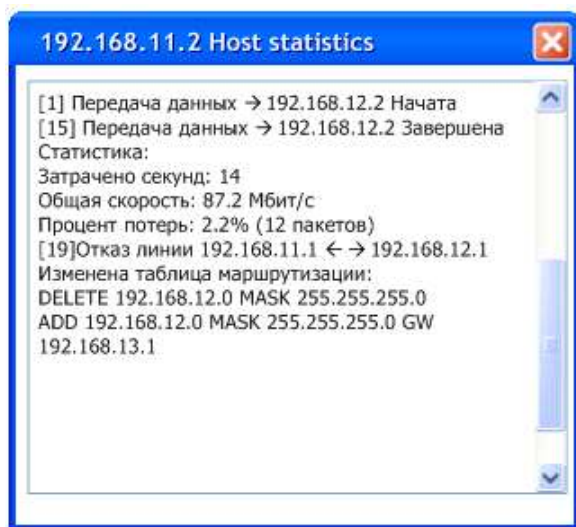 192.168.11.2 Host statistics
[1] Передача данных → 192.168.12.2 Начата
[15] Передача данных → 192.168.12.2 Завершена
Статистика:
Затрачено секунд: 14
Общая скорость: 87.2 Мбит/с
Процент потерь: 2.2% (12 пакетов)
[19]Отказ линии 192.168.11.1 ← → 192.168.12.1
Изменена таблица маршрутизации:
DELETE 192.168.12.0 MASK 255.255.255.0
ADD 192.168.12.0 MASK 255.255.255.0 GW
192.168.13.1